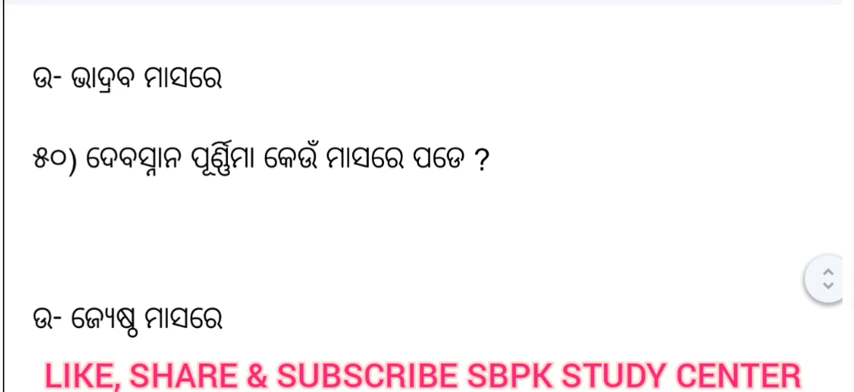 ଉ- ଭାଦ୍ରବ ମାସରେ
୫୦) ଦେବସ୍ନାନ ପୂର୍ଣ୍ଣିମା କେଉଁ ମାସରେ ପଡେ ?
ଉ- ଜ୍ୟେଷ୍ଠ ମାସରେ
LIKE, SHARE & SUBSCRIBE SBPK STUDY CENTER